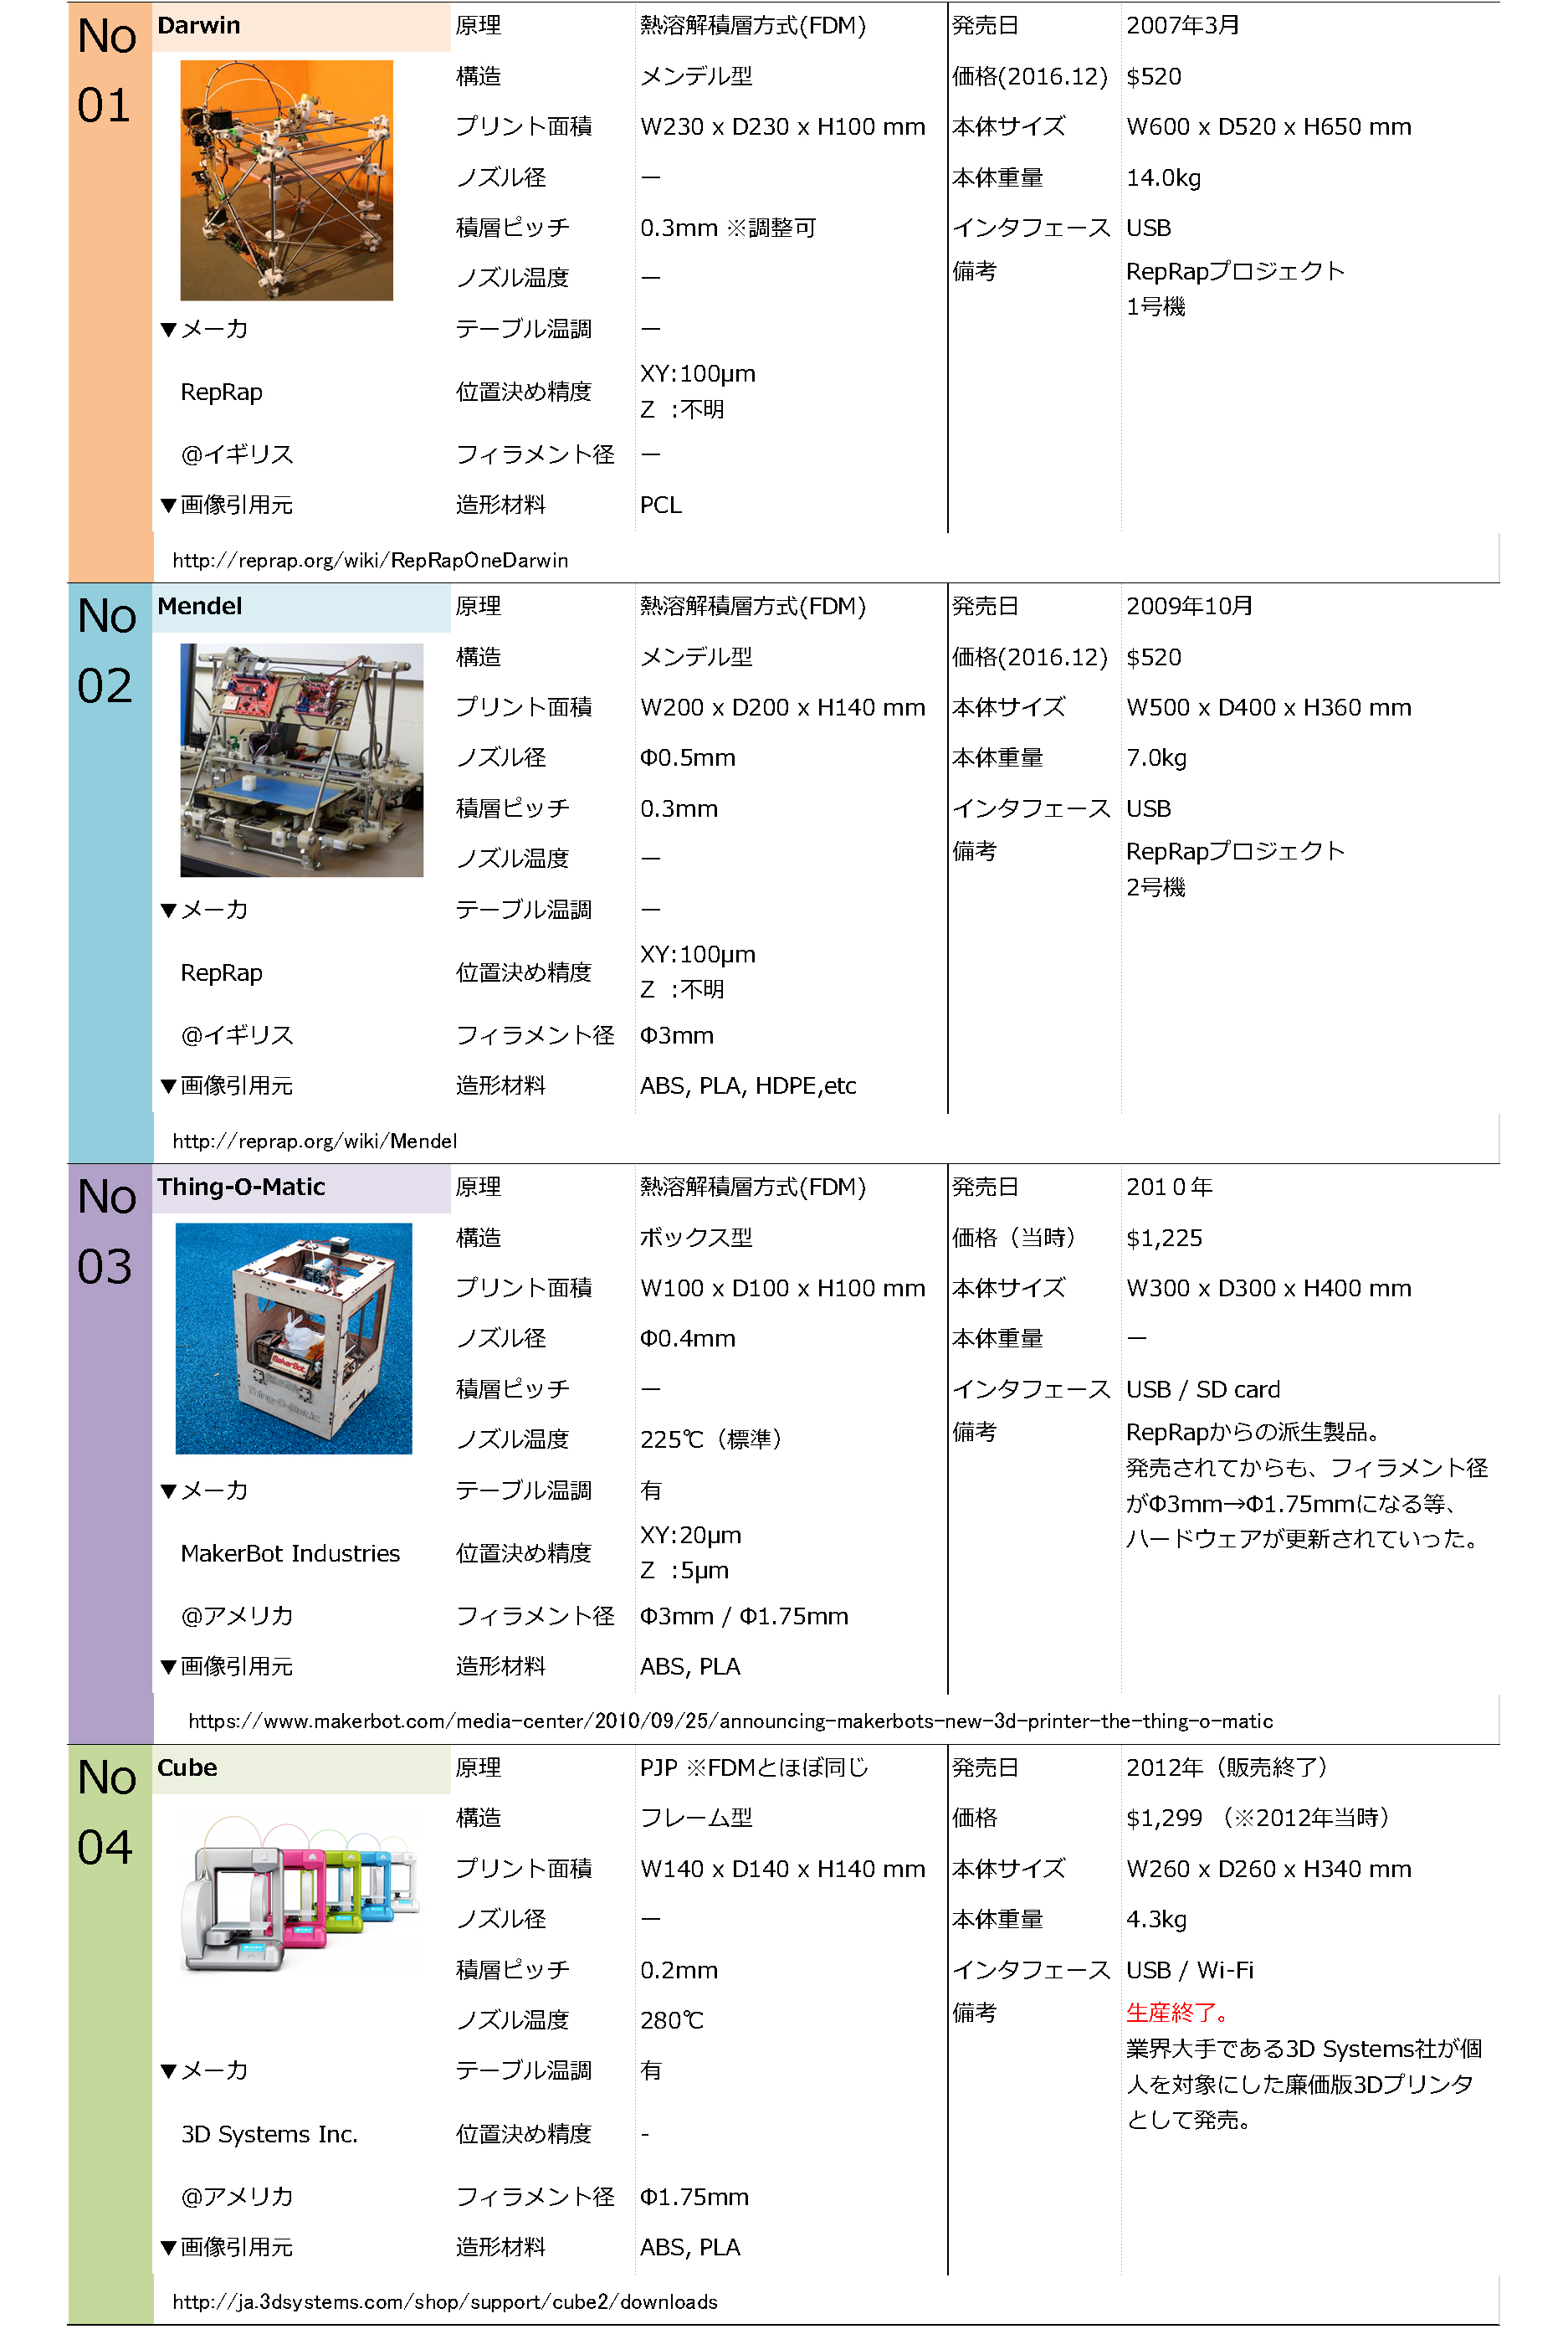 No
01
Darwin
原理 熱溶解積層方式(FDM) 発売日 2007年3月
構造 メンデル型 価格(2016.12) $520
プリント面積 W230 x D230 x H100 mm 本体サイズ W600 x D520 x H650 mm
ノズル径 — 本体重量 14.0kg
積層ピッチ 0.3mm ※調整可 インタフェース USB
ノズル温度 — 備考 RepRapプロジェクト
1号機
▼メーカ テーブル温調 —
RepRap 位置決め精度 XY:100μm
Z :不明
@イギリス フィラメント径 —
▼画像引用元 造形材料 PCL
http://reprap.org/wiki/RepRapOneDarwin
No
02
Mendel
原理 熱溶解積層方式(FDM) 発売日 2009年10月
構造 メンデル型 価格(2016.12) $520
プリント面積 W200 x D200 x H140 mm 本体サイズ W500 x D400 x H360 mm
ノズル径 Φ0.5mm 本体重量 7.0kg
積層ピッチ 0.3mm インタフェース USB
ノズル温度 — 備考 RepRapプロジェクト
2号機
▼メーカ テーブル温調 —
RepRap 位置決め精度 XY:100μm
Z :不明
@イギリス フィラメント径 Φ3mm
▼画像引用元 造形材料 ABS, PLA, HDPE,etc
http://reprap.org/wiki/Mendel
No
03
Thing-O-Matic
原理 熱溶解積層方式(FDM) 発売日 201０年
構造 ボックス型 価格（当時） $1,225
プリント面積 W100 x D100 x H100 mm 本体サイズ W300 x D300 x H400 mm
ノズル径 Φ0.4mm 本体重量 —
積層ピッチ — インタフェース USB / SD card
ノズル温度 225℃（標準） 備考 RepRapからの派生製品。
発売されてからも、フィラメント径
がΦ3mm→Φ1.75mmになる等、
ハードウェアが更新されていった。
MakerBot
Thing-O-Matic
▼メーカ テーブル温調 有
MakerBot Industries 位置決め精度 XY:20μm
Z :5μm
@アメリカ フィラメント径 Φ3mm / Φ1.75mm
▼画像引用元 造形材料 ABS, PLA
https://www.makerbot.com/media-center/2010/09/25/announcing-makerbots-new-3d-printer-the-thing-o-matic
No
04
Cube
原理 PJP ※FDMとほぼ同じ 発売日 2012年（販売終了）
構造 フレーム型 価格 $1,299 （※2012年当時）
プリント面積 W140 x D140 x H140 mm 本体サイズ W260 x D260 x H340 mm
ノズル径 — 本体重量 4.3kg
積層ピッチ 0.2mm インタフェース USB / Wi-Fi
ノズル温度 280℃ 備考 生産終了。
業界大手である3D Systems社が個
人を対象にした廉価版3Dプリンタ
として発売。
▼メーカ テーブル温調 有
3D Systems Inc. 位置決め精度 -
@アメリカ フィラメント径 Φ1.75mm
▼画像引用元 造形材料 ABS, PLA
http://ja.3dsystems.com/shop/support/cube2/downloads